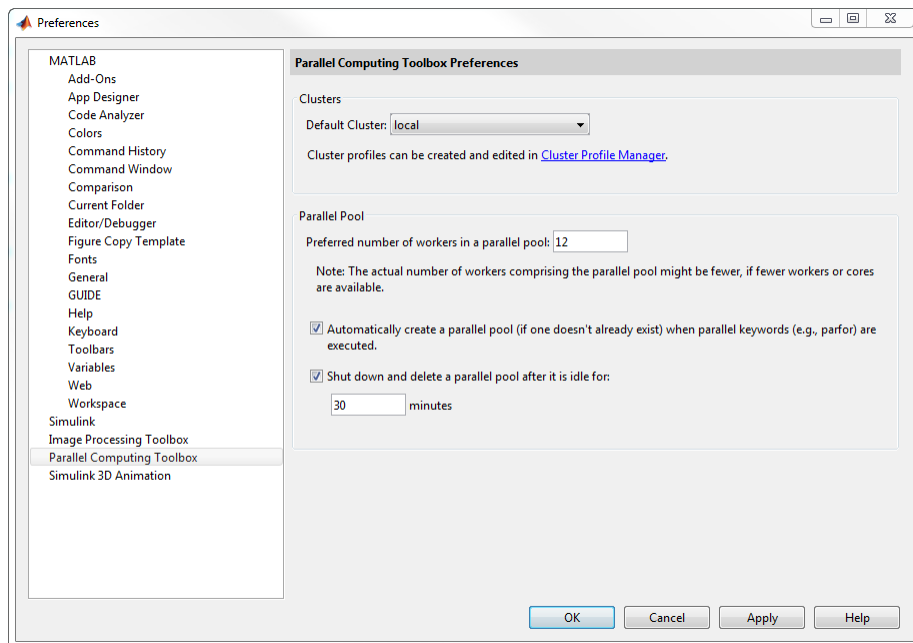 Preferences
MATLAB
Add-Ons
App Designer
Code Analyzer
Colors
Command History
Command Window
Comparison
Current Folder
Editor/Debugger
Figure Copy Template
Fonts
General
GUIDE
Help
Keyboard
Toolbars
Variables
Web
Workspace
Simulink
Image Processing Toolbox
Parallel Computing Toolbox
Simulink 3D Animation
Parallel Computing Toolbox Preferences
Clusters
Default Cluster: local
Cluster profiles can be created and edited in Cluster Profile Manager.
Parallel Pool
Preferred number of workers in a parallel pool: 12
Note: The actual number of workers comprising the parallel pool might be fewer, if fewer workers or cores
are available.
Automatically create a parallel pool (if one doesn't already exist) when parallel keywords (e.g., parfor) are
executed.
Shut down and delete a parallel pool after it is idle for:
30 minutes
OK Cancel Apply Help